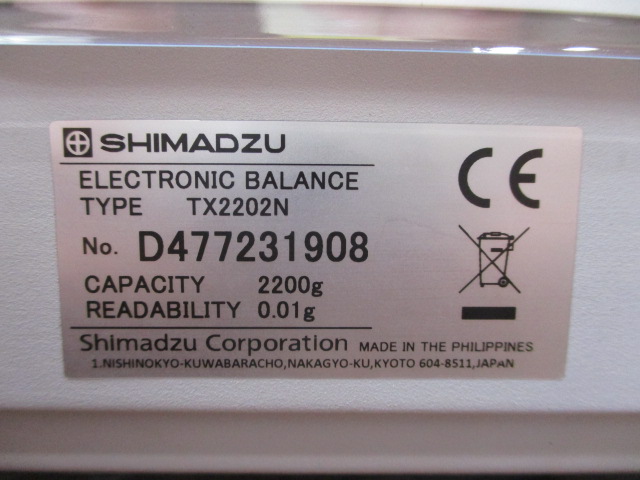 SHIMADZU
ELECTRONIC BALANCE
TYPE TX2202N
No. D477231908
CAPACITY 2200g
READABILITY 0.01g
Shimadzu Corporation MADE IN THE PHILIPPINES
1.NISHINOKYO-KUWABARACHO,NAKAGYO-KU,KYOTO 604-8511,JAPAN
CE